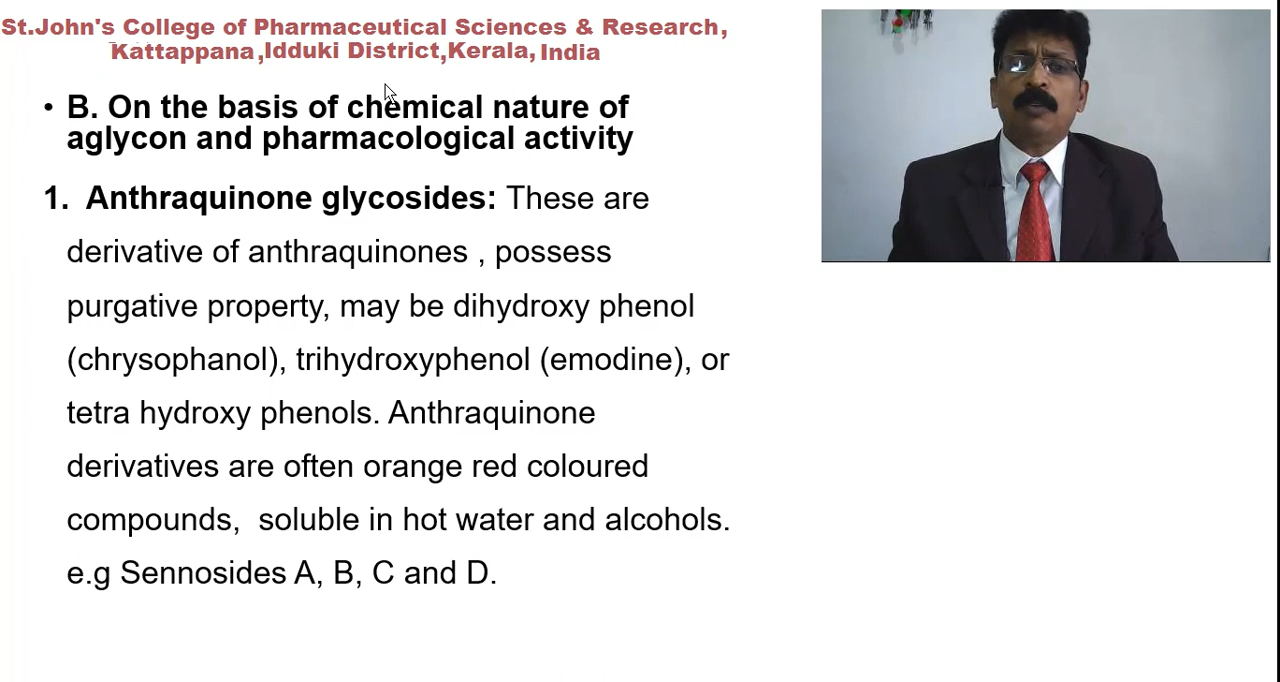 St.John's College of Pharmaceutical Sciences & Research,
Kattappana,Idduki District,Kerala, India
• B. On the basis of chemical nature of
aglycon and pharmacological activity
1. Anthraquinone glycosides: These are
derivative of anthraquinones , possess
purgative property, may be dihydroxy phenol
(chrysophanol), trihydroxyphenol (emodine), or
tetra hydroxy phenols. Anthraquinone
derivatives are often orange red coloured
compounds, soluble in hot water and alcohols.
e.g Sennosides A, B, C and D.